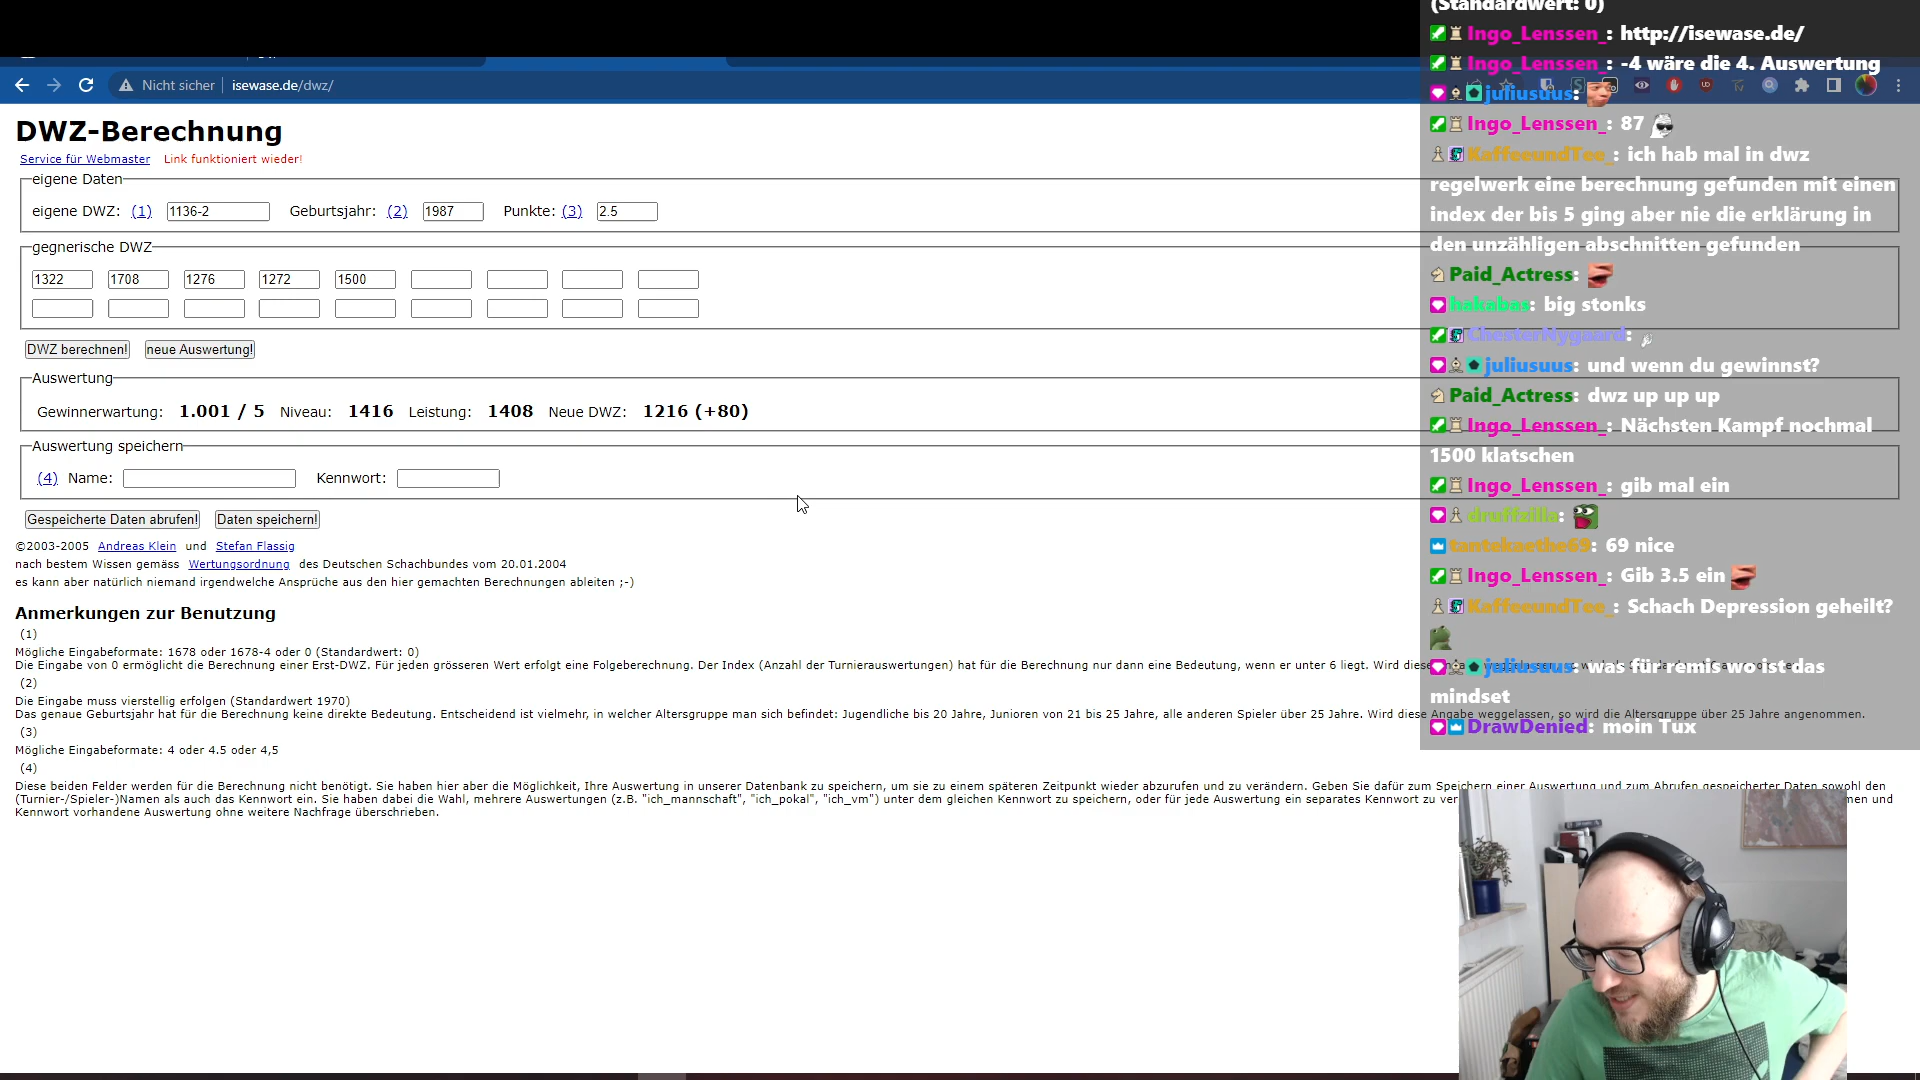 Nicht sicher
isewase.de/dwz/
DWZ-Berechnung
Service für Webmaster Link funktioniert wieder!
eigene Daten
eigene DWZ: (1) 1136-2 Geburtsjahr: (2) 1987 Punkte: (3) 2.5
gegnerische DWZ
1322 1708 1276 1272 1500
DWZ berechnen! neue Auswertung!
Auswertung
Gewinnerwartung: 1.001 / 5 Niveau: 1416 Leistung: 1408 Neue DWZ: 1216 (+80)
Auswertung speichern
(4) Name: Kennwort:
Gespeicherte Daten abrufen! Daten speichern!
©2003-2005 Andreas Klein und Stefan Flassig
nach bestem Wissen gemäss Wertungsordnung des Deutschen Schachbundes vom 20.01.2004
es kann aber natürlich niemand irgendwelche Ansprüche aus den hier gemachten Berechnungen ableiten ;-)
Anmerkungen zur Benutzung
(1)
Mögliche Eingabeformate: 1678 oder 1678-4 oder 0 (Standardwert: 0)
Die Eingabe von 0 ermöglicht die Berechnung einer Erst-DWZ. Für jeden grösseren Wert erfolgt eine Folgeberechnung. Der Index (Anzahl der Turnierauswertungen) hat für die Berechnung nur dann eine Bedeutung, wenn er unter 6 liegt. Wird diese
(2)
Die Eingabe muss vierstellig erfolgen (Standardwert 1970)
Das genaue Geburtsjahr hat für die Berechnung keine direkte Bedeutung. Entscheidend ist vielmehr, in welcher Altersgruppe man sich befindet: Jugendliche bis 20 Jahre, Junioren von 21 bis 25 Jahre, alle anderen Spieler über 25 Jahre. Wird diese Angabe weggelassen, so wird die Altersgruppe über 25 Jahre angenommen.
(3)
Mögliche Eingabeformate: 4 oder 4.5 oder 4,5
(4)
Diese beiden Felder werden für die Berechnung nicht benötigt. Sie haben hier aber die Möglichkeit, Ihre Auswertung in unserer Datenbank zu speichern, um sie zu einem späteren Zeitpunkt wieder abzurufen und zu verändern. Geben Sie dafür zum Speichern einer Auswertung und zum Abrufen gespeicherter Daten sowohl den
(Turnier-/Spieler-)Namen als auch das Kennwort ein. Sie haben dabei die Wahl, mehrere Auswertungen (z.B. "ich_mannschaft", "ich_pokal", "ich_vm") unter dem gleichen Kennwort zu speichern, oder für jede Auswertung ein separates Kennwort zu und
Kennwort vorhandene Auswertung ohne weitere Nachfrage überschrieben.
(Standardwert: 0)
Ingo_Lenssen_: http://isewase.de/
Ingo_Lenssen_: -4 wäre die 4. Auswertung
juliusuus:
Ingo_Lenssen_: 87
KaffeeundTee_: ich hab mal in dwz
regelwerk eine berechnung gefunden mit einen
index der bis 5 ging aber nie die erklärung in
den unzähligen abschnitten gefunden
Paid_Actress:
hakabas: big stonks
ChesterNygaard:
juliusuus: und wenn du gewinnst?
Paid_Actress: dwz up up up
Ingo_Lenssen_: Nächsten Kampf nochmal
1500 klatschen
Ingo_Lenssen_: gib mal ein
druffzilla:
tantekaethe69: 69 nice
Ingo_Lenssen_: Gib 3.5 ein
KaffeeundTee_: Schach Depression geheilt?
juliusuus: was für remis wo ist das
mindset
DrawDenied: moin Tux